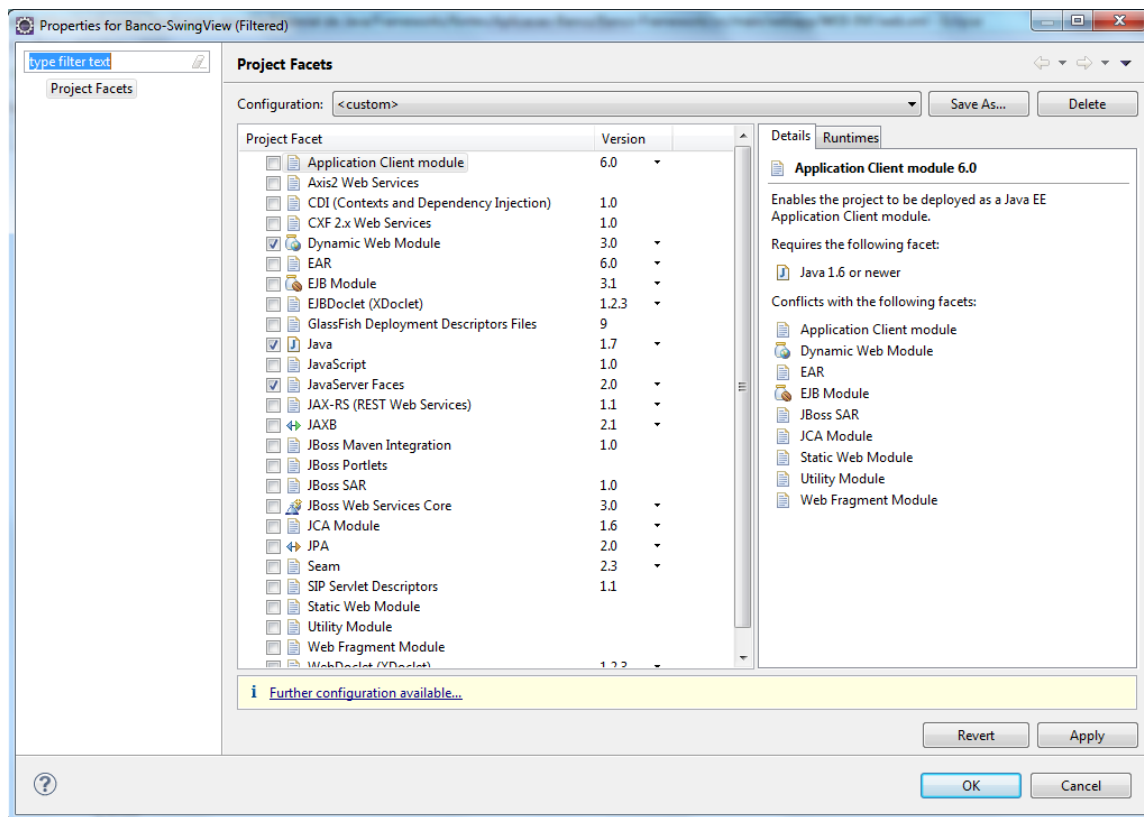 Properties for Banco-SwingView (Filtered)
type filter text
Project Facets
Project Facets
Configuration: <custom> Save As... Delete
Project Facet Version
Application Client module 6.0
Axis2 Web Services
CDI (Contexts and Dependency Injection) 1.0
CXF 2.x Web Services 1.0
Dynamic Web Module 3.0
EAR 6.0
EJB Module 3.1
EJBDoclet (XDoclet) 1.2.3
GlassFish Deployment Descriptors Files 9
Java 1.7
JavaScript 1.0
JavaServer Faces 2.0
JAX-RS (REST Web Services) 1.1
JAXB 2.1
JBoss Maven Integration 1.0
JBoss Portlets
JBoss SAR 1.0
JBoss Web Services Core 3.0
JCA Module 1.6
JPA 2.0
Seam 2.3
SIP Servlet Descriptors 1.1
Static Web Module
Utility Module
Web Fragment Module
WebDoclet (XDoclet) 1.2.3
Details Runtimes
Application Client module 6.0
Enables the project to be deployed as a Java EE
Application Client module.
Requires the following facet:
Java 1.6 or newer
Conflicts with the following facets:
Application Client module
Dynamic Web Module
EAR
EJB Module
JBoss SAR
JCA Module
Static Web Module
Utility Module
Web Fragment Module
i Further configuration available...
Revert Apply
OK Cancel